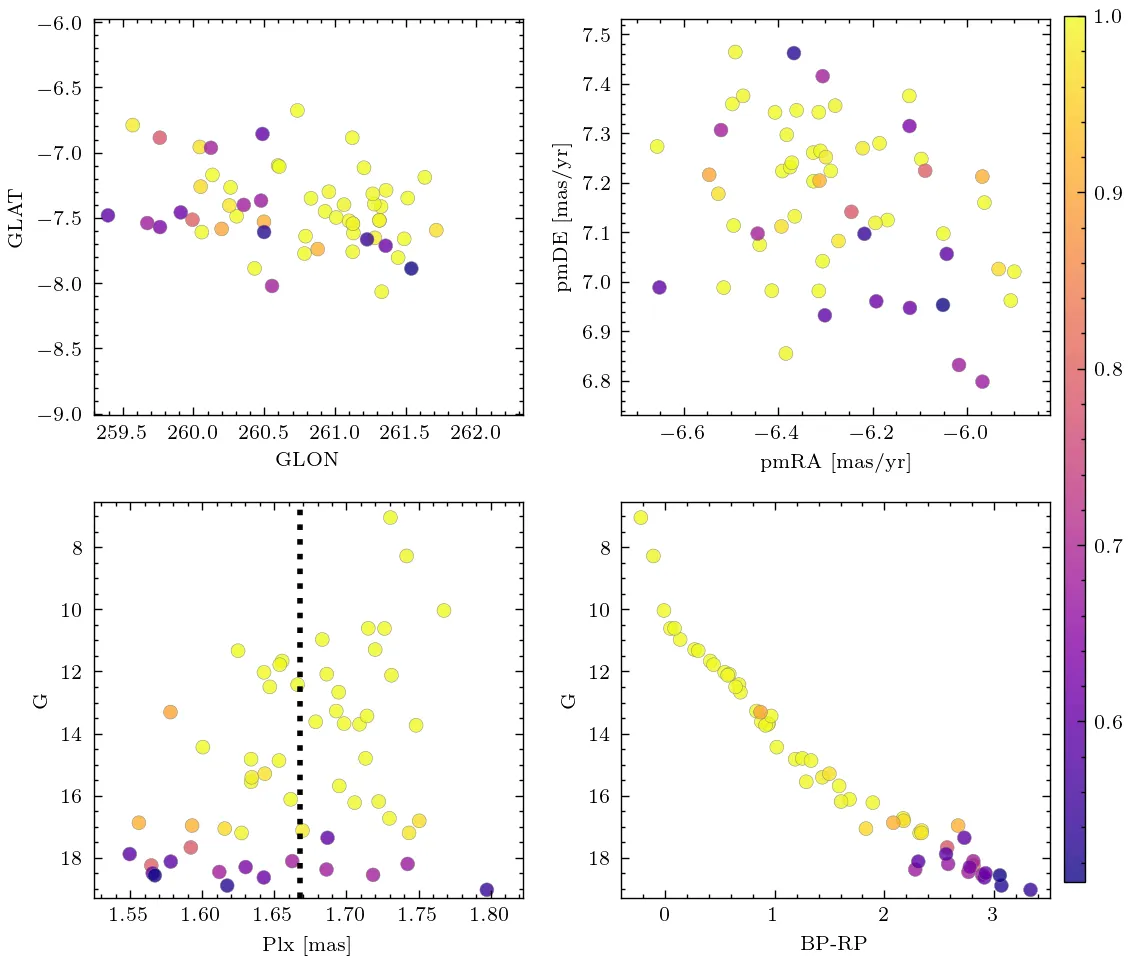 −6.0
−6.5
−7.0
−7.5
−8.0
−8.5
−9.0
GLAT
259.5 260.0 260.5 261.0 261.5 262.0
GLON
7.5
7.4
7.3
7.2
7.1
7.0
6.9
6.8
pmDE [mas/yr]
−6.6 −6.4 −6.2 −6.0
pmRA [mas/yr]
1.0
0.9
0.8
0.7
0.6
8
10
12
14
16
18
G
1.55 1.60 1.65 1.70 1.75 1.80
Plx [mas]
8
10
12
14
16
18
G
0 1 2 3
BP-RP